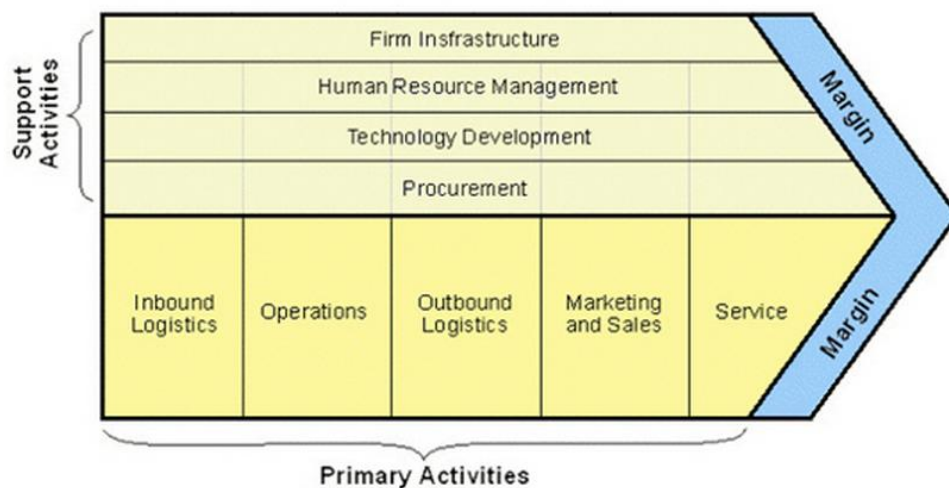 Support
Activities
Firm Insfrastructure
Human Resource Management
Technology Development
Procurement
Inbound
Logistics
Operations
Outbound
Logistics
Marketing
and Sales
Service
Margin
Margin
Primary Activities